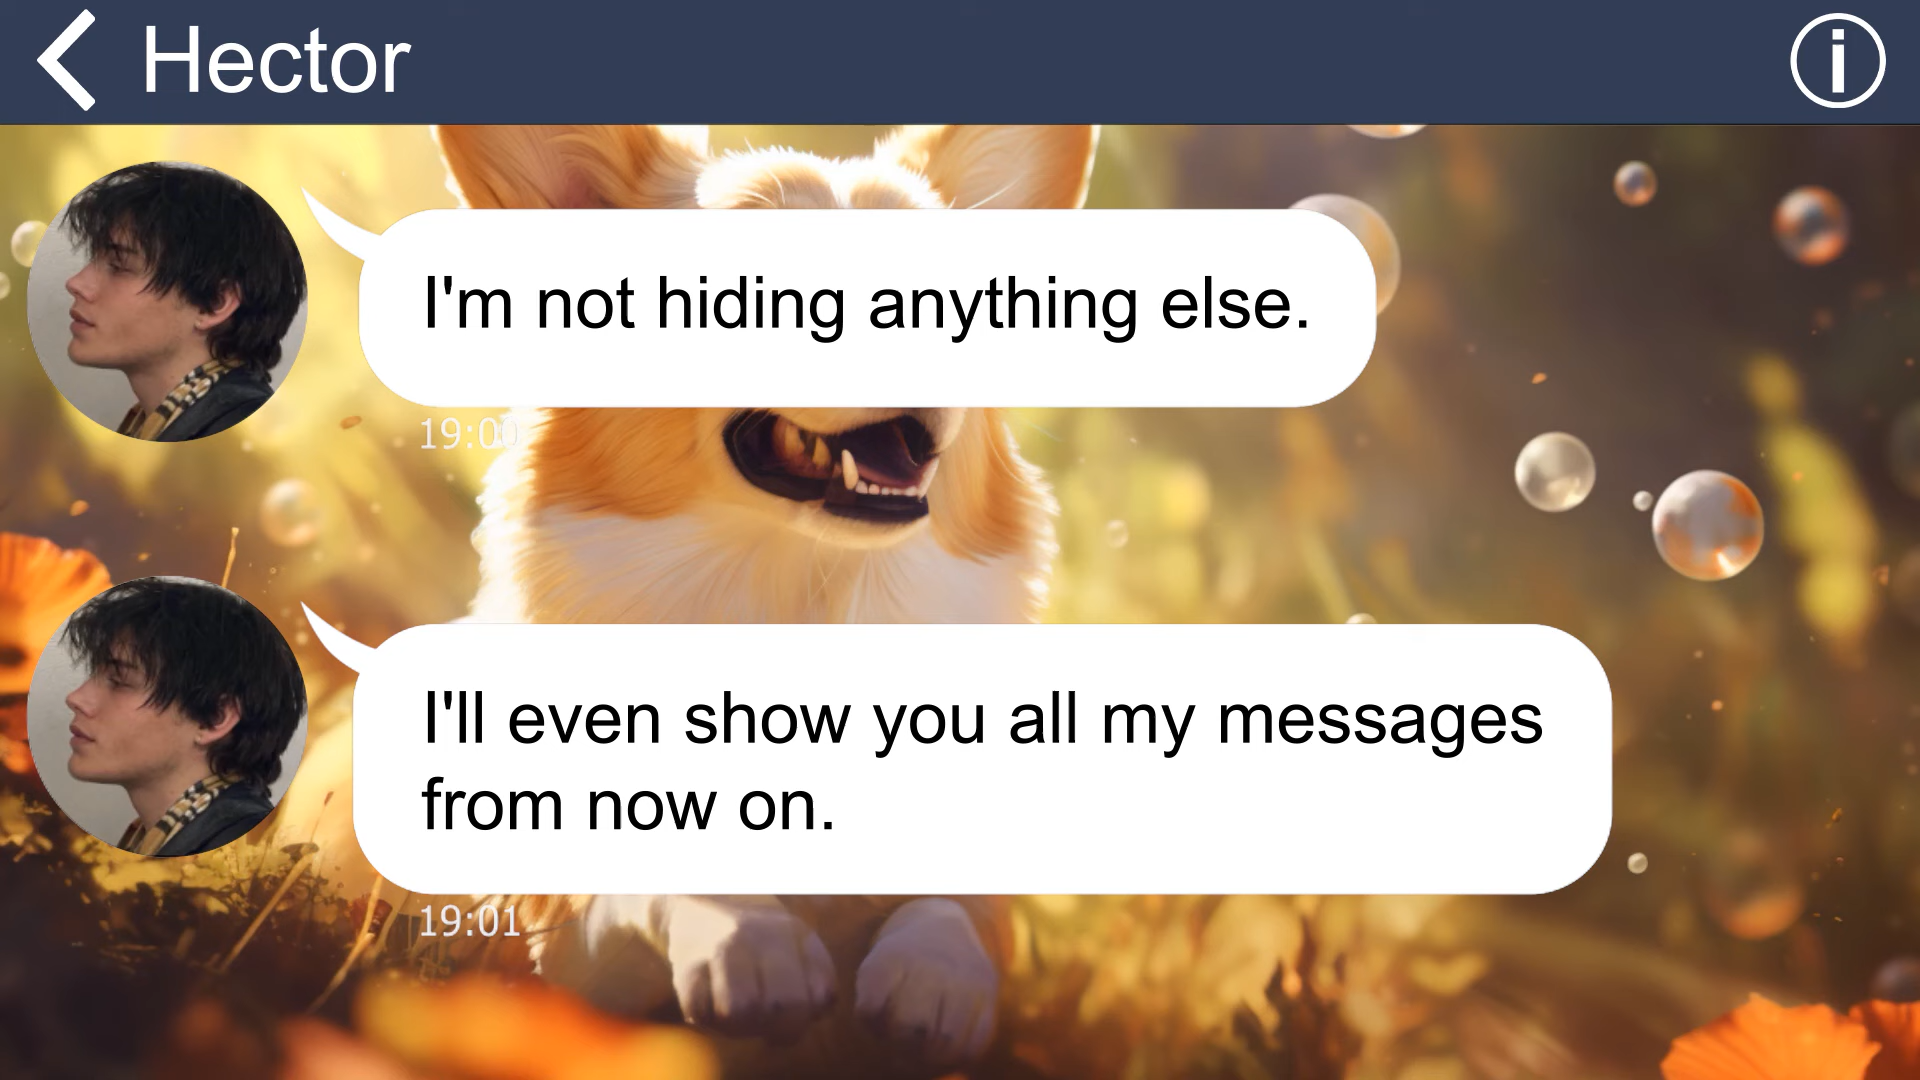 Hector
I'm not hiding anything else.
19:00
I'll even show you all my messages
from now on.
19:01